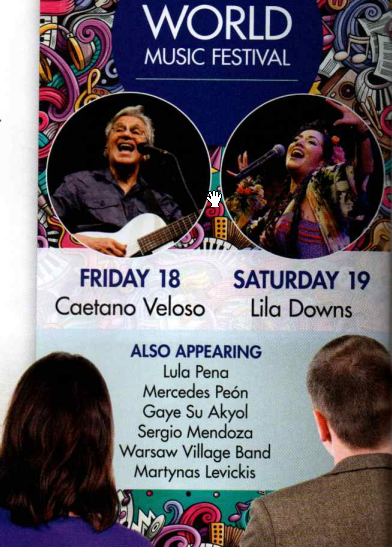 WORLD
MUSIC FESTIVAL
FRIDAY 18
Caetano Veloso
SATURDAY 19
Lila Downs
ALSO APPEARING
Lula Pena
Mercedes Peón
Gaye Su Akyol
Sergio Mendoza
Warsaw Village Band
Martynas Levickis